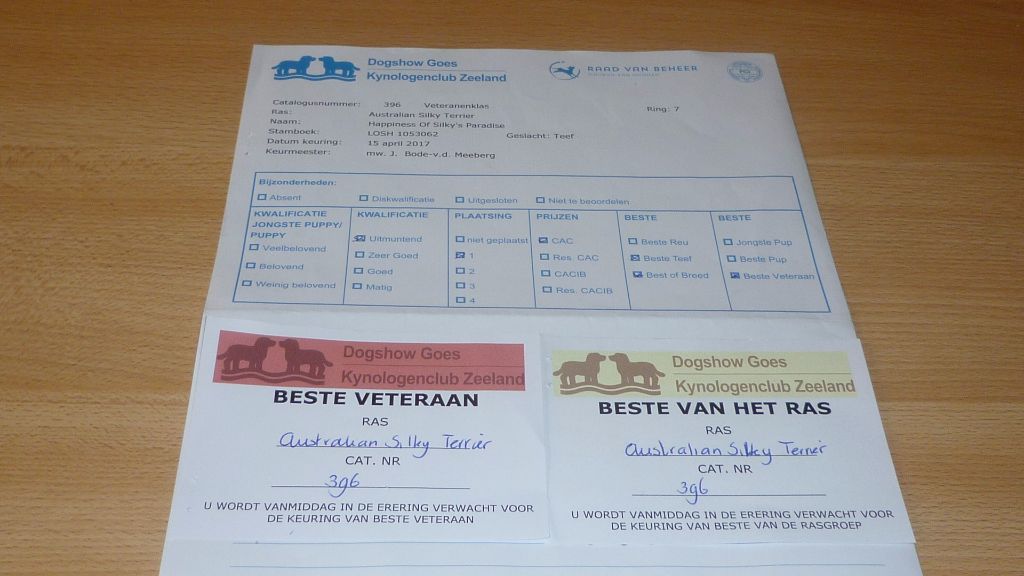 Dogshow Goes
Kynologenclub Zeeland
RAAD VAN BEHEER
Catalogusnummer: 396 Veteranenklas Ring: 7
Ras: Australian Silky Terrier
Naam: Happiness Of Silky's Paradise
Stamboek: LOSH 1053062 Geslacht: Teef
Datum keuring: 15 april 2017
Keurmeester: mw. J. Bode-v.d. Meeberg
Bijzonderheden:
Absent Diskwalificatie Uitgesloten Niet te beoordelen
KWALIFICATIE JONGSTE PUPPY/ PUPPY
Veelbelovend
Belovend
Weinig belovend
KWALIFICATIE
Uitmuntend
Zeer Goed
Goed
Matig
PLAATSING
niet geplaatst
1
2
3
4
PRIJZEN
CAC
Res. CAC
CACIB
Res. CACIB
BESTE
Beste Reu
Beste Teef
Best of Breed
BESTE
Jongste Pup
Beste Pup
Beste Veteraan
Dogshow Goes
Kynologenclub Zeeland
BESTE VETERAAN
RAS
Australian Silky Terrier
CAT. NR
396
U WORDT VANMIDDAG IN DE ERERING VERWACHT VOOR
DE KEURING VAN BESTE VETERAAN
Dogshow Goes
Kynologenclub Zeeland
BESTE VAN HET RAS
RAS
Australian Silky Terrier
CAT. NR
396
U WORDT VANMIDDAG IN DE ERERING VERWACHT VOOR
DE KEURING VAN BESTE VAN DE RASGROEP